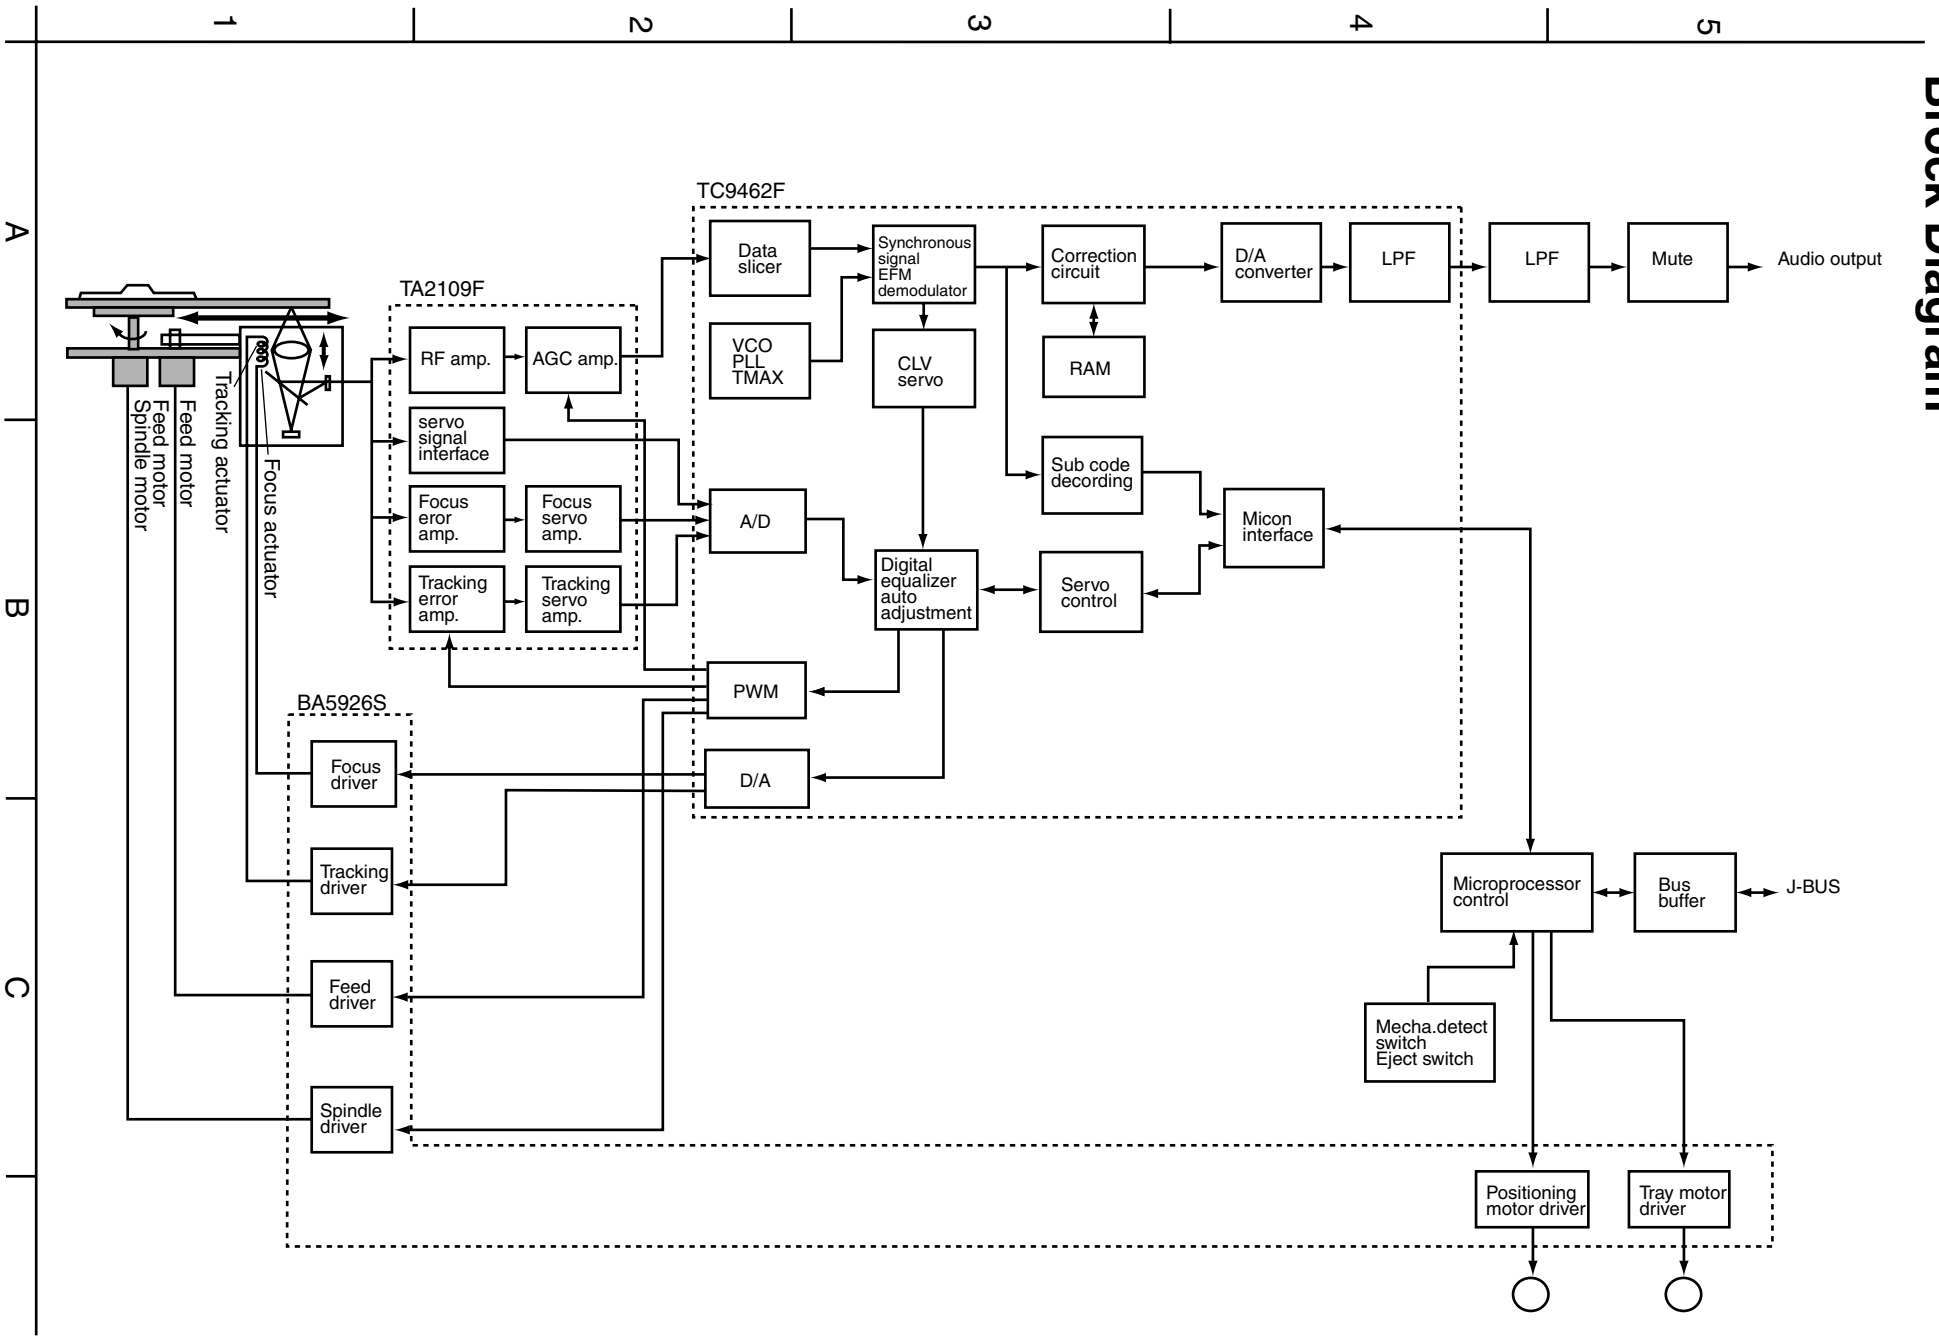 1
2
3
4
5
Block Diagram
A
B
C
TC9462F
Data
slicer
Synchronous
signal
EFM
demodulator
Correction
circuit
D/A
converter
LPF
LPF
Mute
Audio output
TA2109F
RF amp.
AGC amp.
VCO
PLL
TMAX
CLV
servo
RAM
servo
signal
interface
Focus
eror
amp.
Focus
servo
amp.
Tracking
error
amp.
Tracking
servo
amp.
A/D
Sub code
decording
Micon
interface
Digital
equalizer
auto
adjustment
Servo
control
Tracking actuator
Feed motor
Feed motor
Spindle motor
Focus actuator
PWM
D/A
BA5926S
Focus
driver
Tracking
driver
Feed
driver
Spindle
driver
Microprocessor
control
Bus
buffer
J-BUS
Mecha.detect
switch
Eject switch
Positioning
motor driver
Tray motor
driver